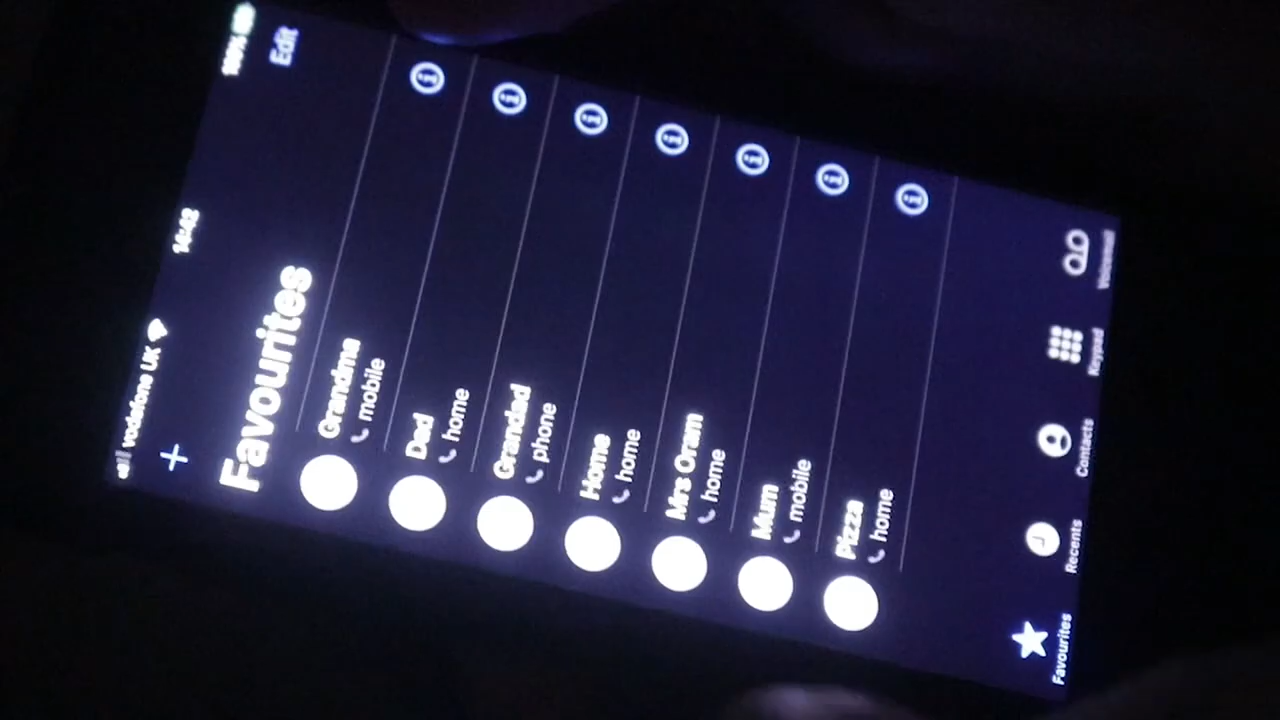 vodafone UK 14:42 100%
Edit
Favourites
Grandma
mobile
Dad
home
Grandad
phone
Home
home
Mrs Oram
home
Mum
mobile
Pizza
home
Favourites Recents Contacts Keypad Voicemail